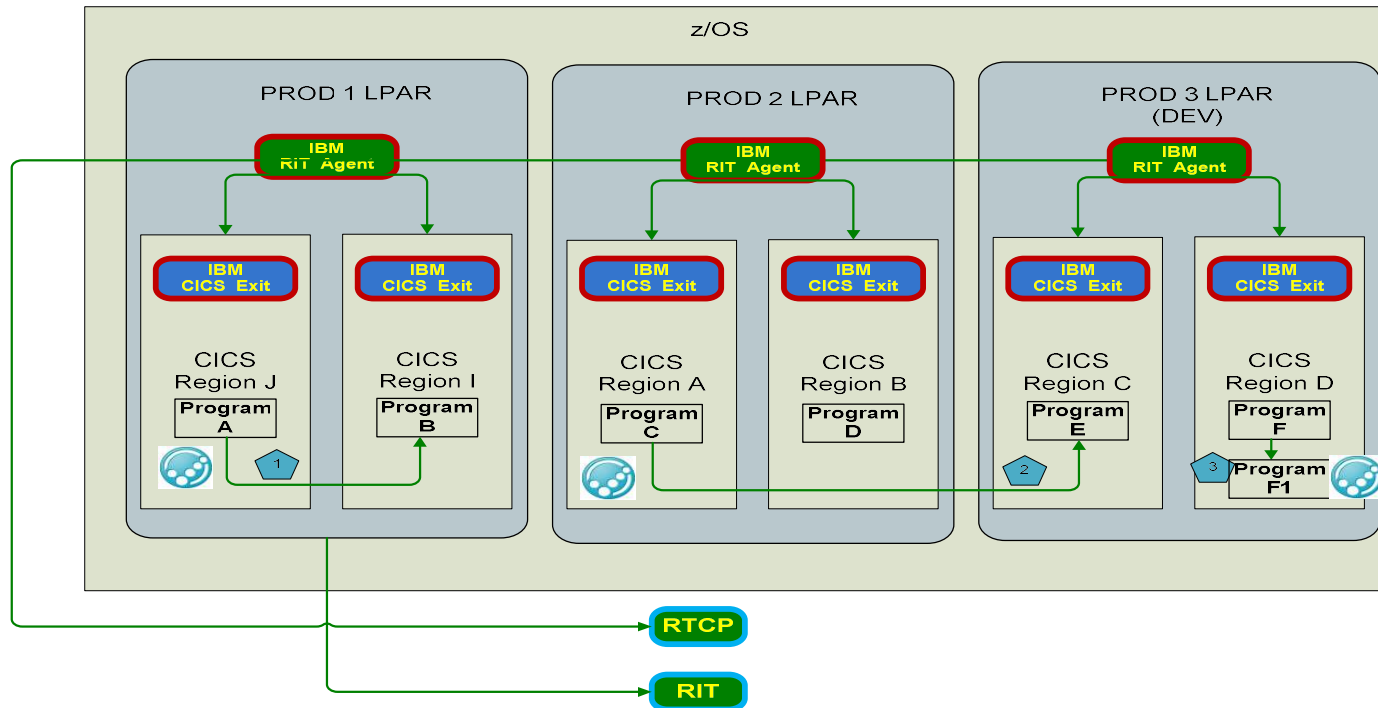 z/OS
PROD 1 LPAR
IBM
RIT Agent
IBM
CICS Exit
CICS
Region J
Program
A
1
IBM
CICS Exit
CICS
Region I
Program
B
PROD 2 LPAR
IBM
RIT Agent
IBM
CICS Exit
CICS
Region A
Program
C
IBM
CICS Exit
CICS
Region B
Program
D
PROD 3 LPAR
(DEV)
IBM
RIT Agent
IBM
CICS Exit
CICS
Region C
Program
E
2
IBM
CICS Exit
CICS
Region D
Program
F
3
Program
F1
RTCP
RIT